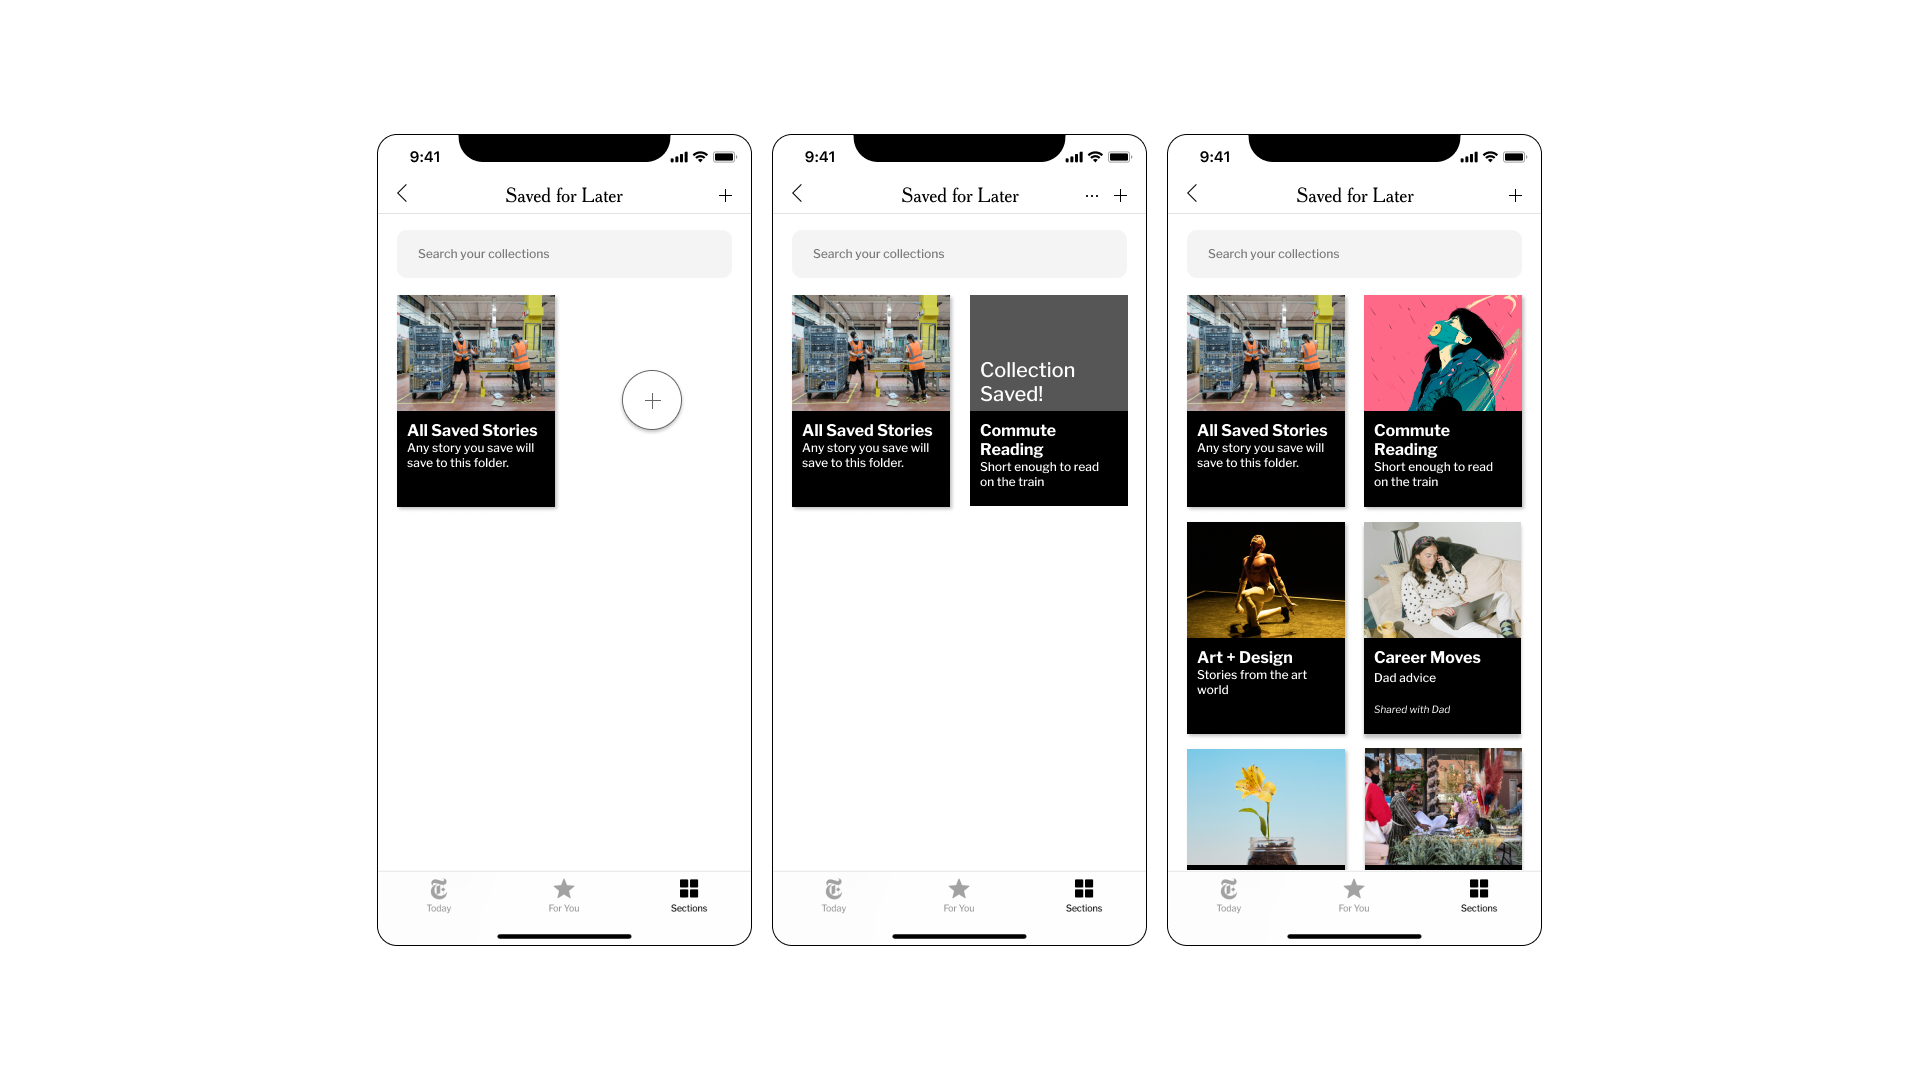 9:41
Saved for Later
Search your collections
All Saved Stories
Any story you save will
save to this folder.
Today
For You
Sections
9:41
Saved for Later
Search your collections
All Saved Stories
Any story you save will
save to this folder.
Collection
Saved!
Commute
Reading
Short enough to read
on the train
Today
For You
Sections
9:41
Saved for Later
Search your collections
All Saved Stories
Any story you save will
save to this folder.
Commute
Reading
Short enough to read
on the train
Art + Design
Stories from the art
world
Career Moves
Dad advice
Shared with Dad
Today
For You
Sections